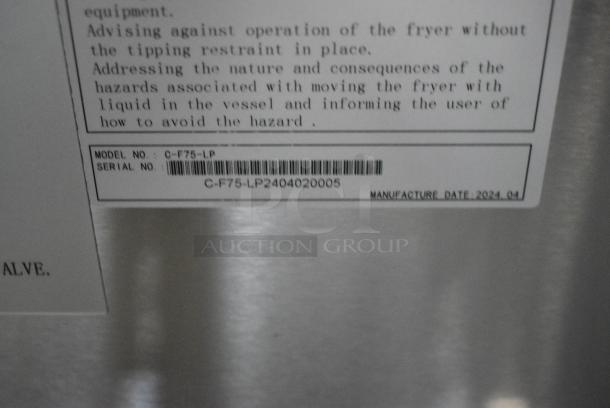 equipment.
Advising against operation of the fryer without
the tipping restraint in place.
Addressing the nature and consequences of the
hazards associated with moving the fryer with
liquid in the vessel and informing the user of
how to avoid the hazard .
MODEL NO. : C-F75-LP
SERIAL NO. :
C-F75-LP2404020005
MANUFACTURE DATE:2024.04
PCI
AUCTION GROUP
ALVE.